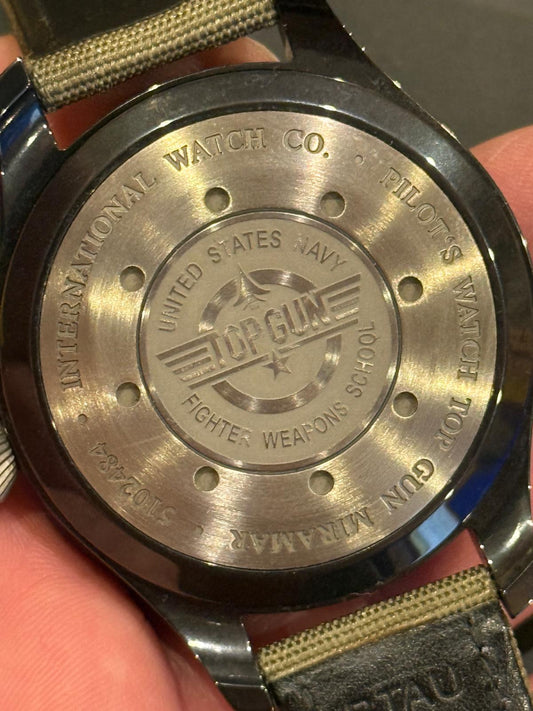 INTERNATIONAL WATCH CO. · PILOT'S WATCH TOP GUN MIRAMAR · 5102484 ·
UNITED STATES NAVY
TOP GUN
FIGHTER WEAPONS SCHOOL